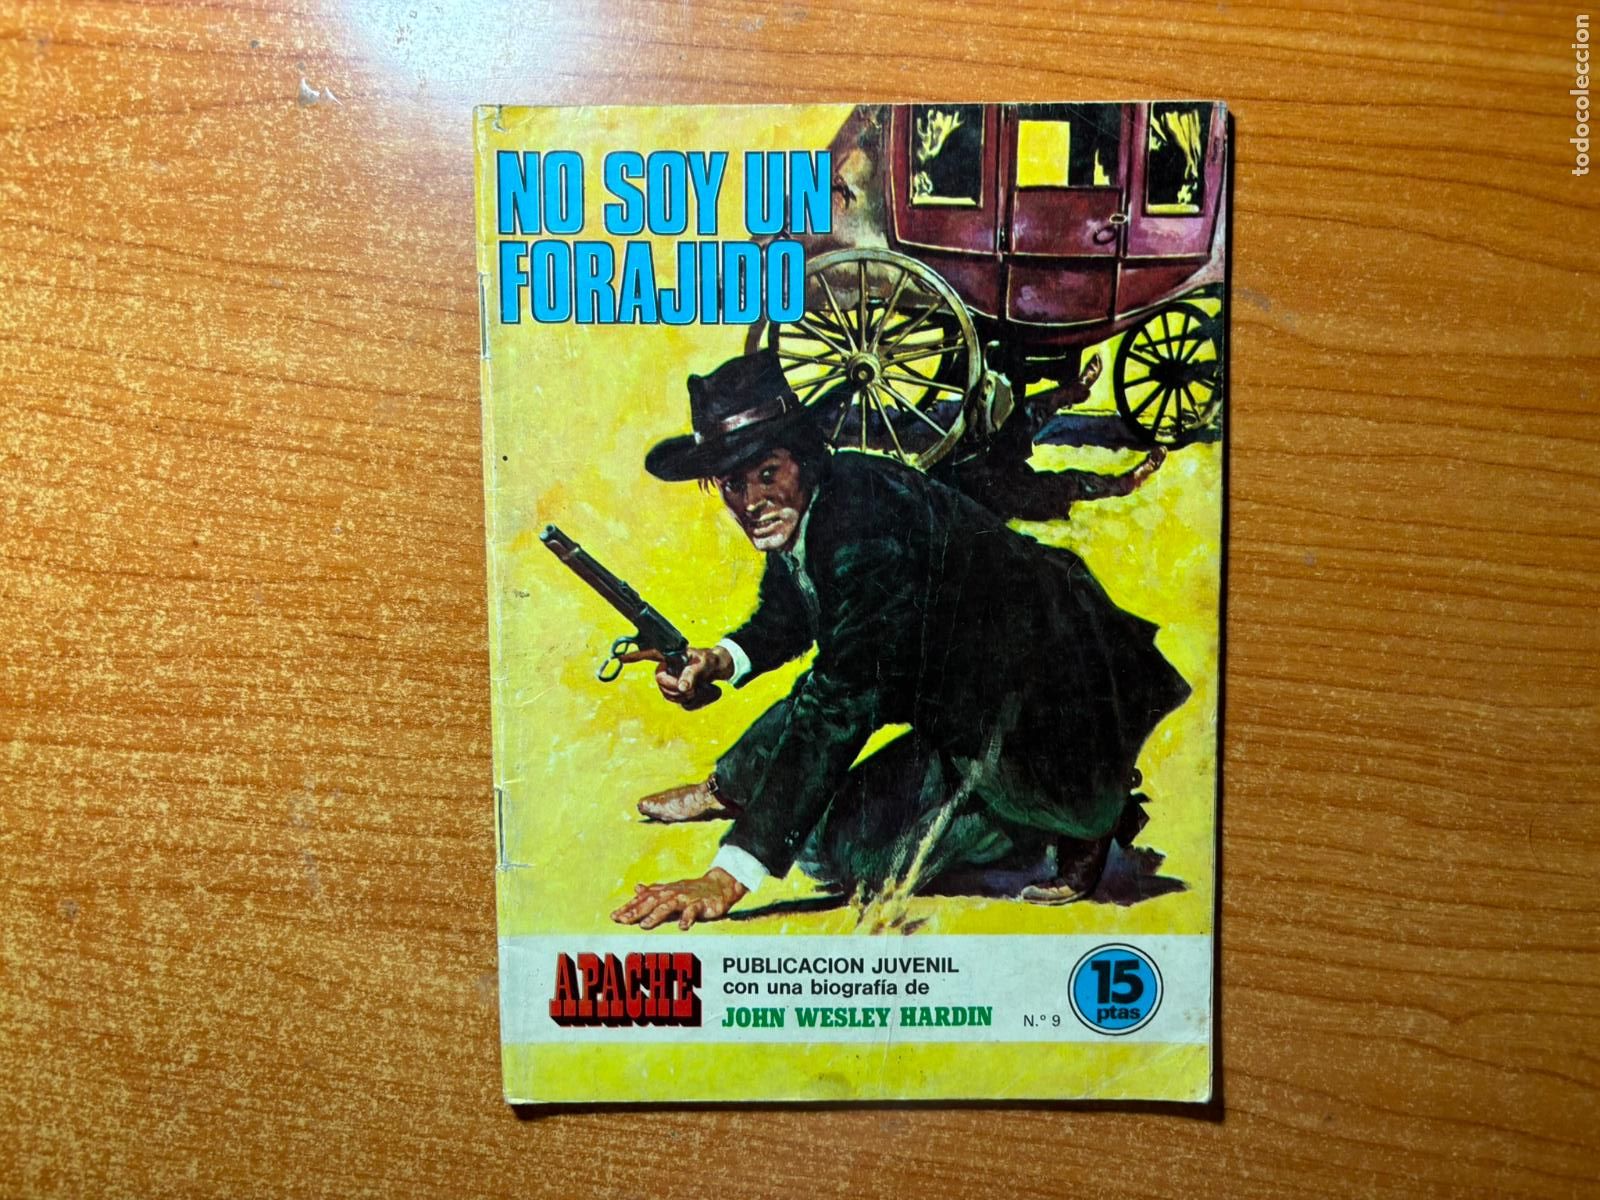 NO SOY UN
FORAJIDO
APACHE
PUBLICACION JUVENIL
con una biografía de
JOHN WESLEY HARDIN
N.º 9
15
ptas
todocoleccion